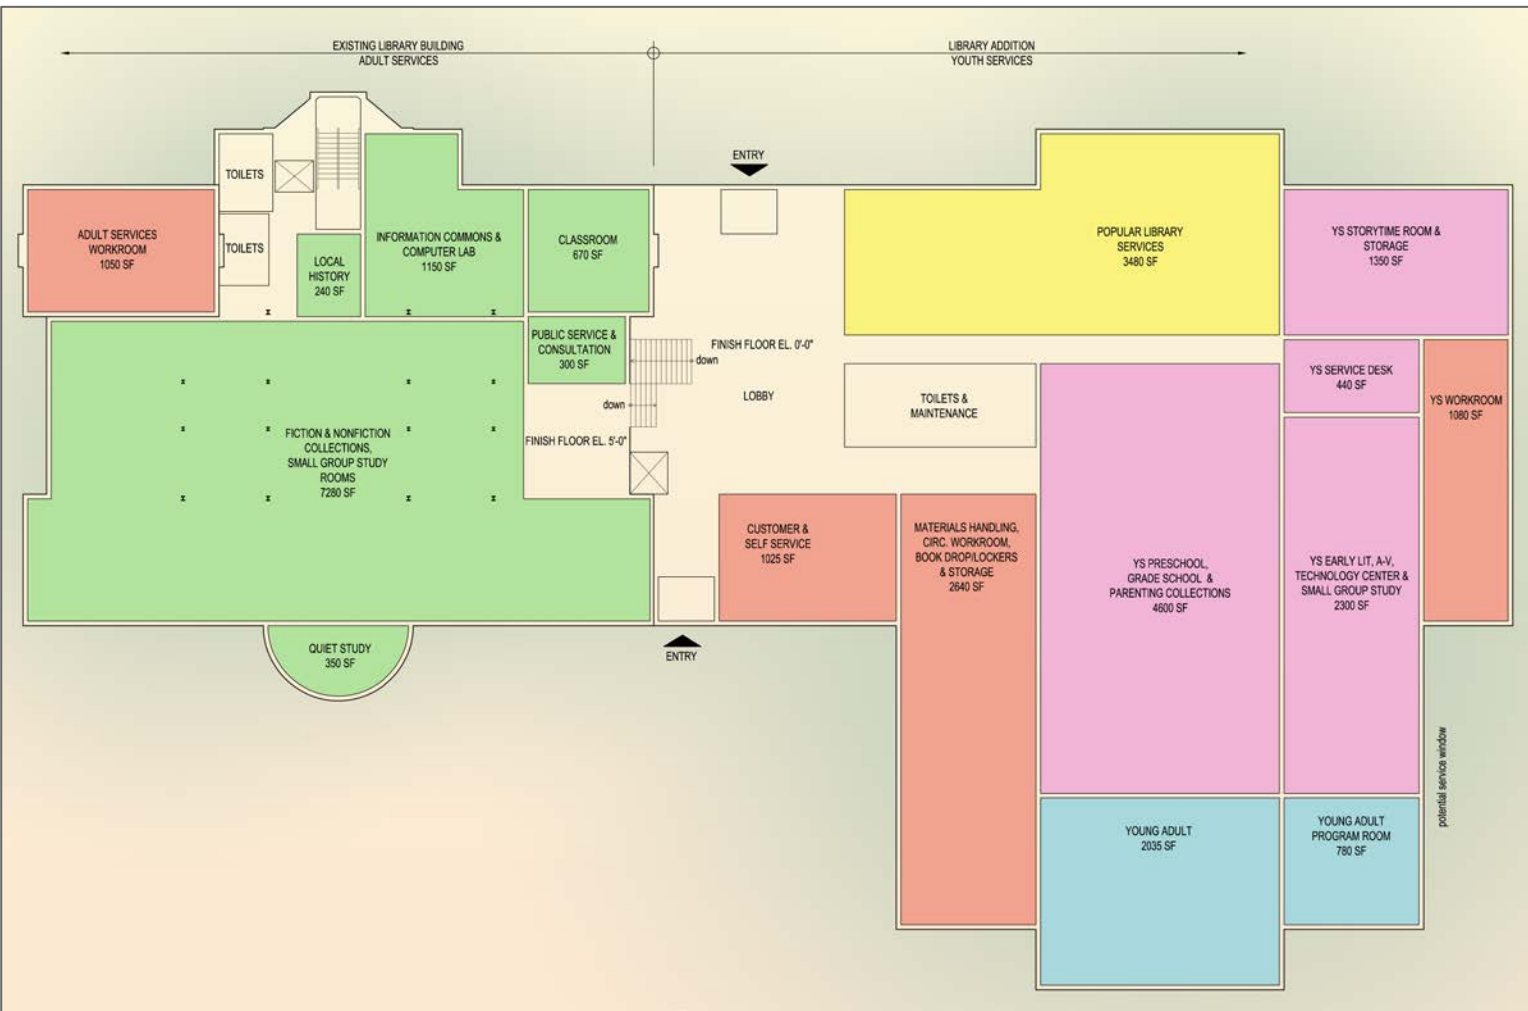 EXISTING LIBRARY BUILDING
ADULT SERVICES
LIBRARY ADDITION
YOUTH SERVICES
ENTRY
TOILETS
TOILETS
ADULT SERVICES
WORKROOM
1050 SF
LOCAL
HISTORY
240 SF
INFORMATION COMMONS &
COMPUTER LAB
1150 SF
CLASSROOM
670 SF
POPULAR LIBRARY
SERVICES
3480 SF
YS STORYTIME ROOM &
STORAGE
1350 SF
PUBLIC SERVICE &
CONSULTATION
300 SF
FINISH FLOOR EL. 0'-0"
down
LOBBY
down
FINISH FLOOR EL. 5'-0"
TOILETS &
MAINTENANCE
YS SERVICE DESK
440 SF
YS WORKROOM
1080 SF
FICTION & NONFICTION
COLLECTIONS,
SMALL GROUP STUDY
ROOMS
7280 SF
CUSTOMER &
SELF SERVICE
1025 SF
MATERIALS HANDLING,
CIRC. WORKROOM,
BOOK DROP/LOCKERS
& STORAGE
2640 SF
YS PRESCHOOL,
GRADE SCHOOL &
PARENTING COLLECTIONS
4600 SF
YS EARLY LIT, A-V,
TECHNOLOGY CENTER &
SMALL GROUP STUDY
2300 SF
QUIET STUDY
350 SF
ENTRY
potential service window
YOUNG ADULT
2035 SF
YOUNG ADULT
PROGRAM ROOM
780 SF